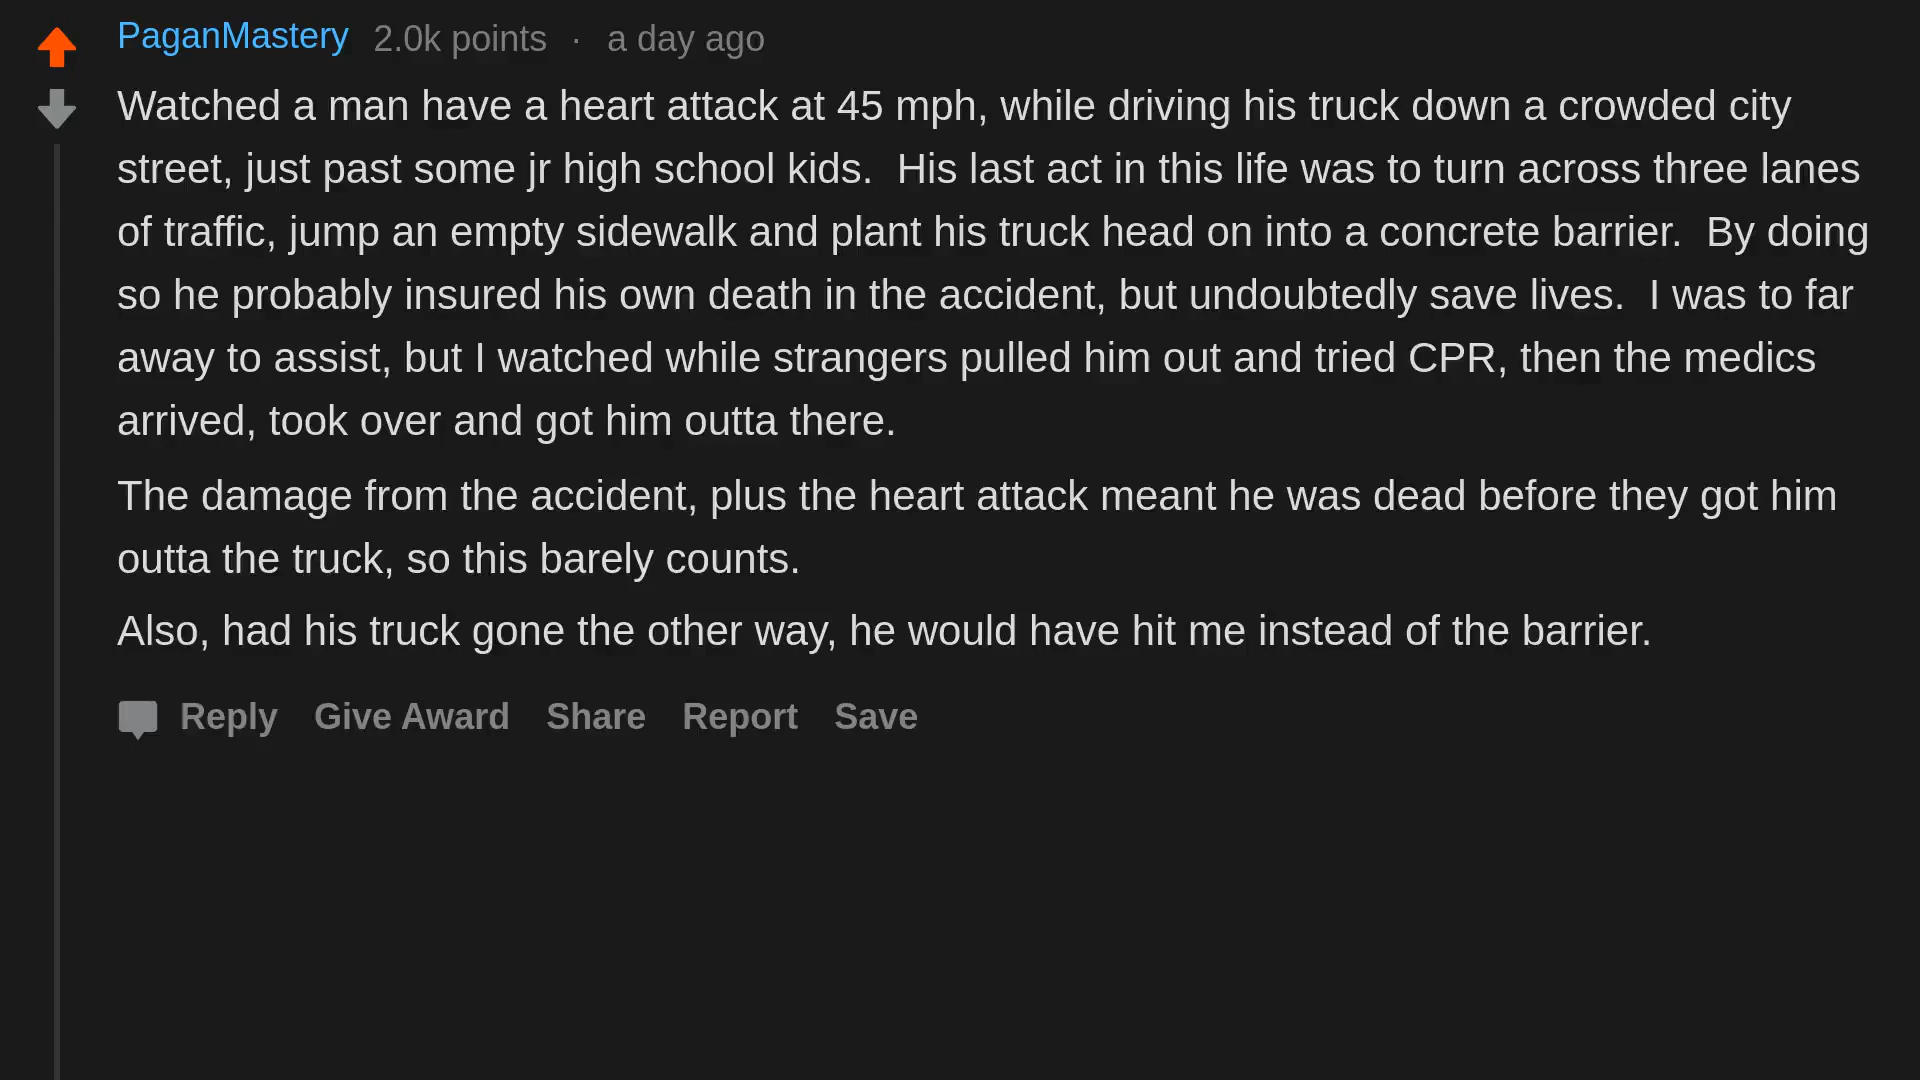 PaganMastery 2.0k points · a day ago
Watched a man have a heart attack at 45 mph, while driving his truck down a crowded city
street, just past some jr high school kids.  His last act in this life was to turn across three lanes
of traffic, jump an empty sidewalk and plant his truck head on into a concrete barrier.  By doing
so he probably insured his own death in the accident, but undoubtedly save lives.  I was to far
away to assist, but I watched while strangers pulled him out and tried CPR, then the medics
arrived, took over and got him outta there.
The damage from the accident, plus the heart attack meant he was dead before they got him
outta the truck, so this barely counts.
Also, had his truck gone the other way, he would have hit me instead of the barrier.
Reply Give Award Share Report Save